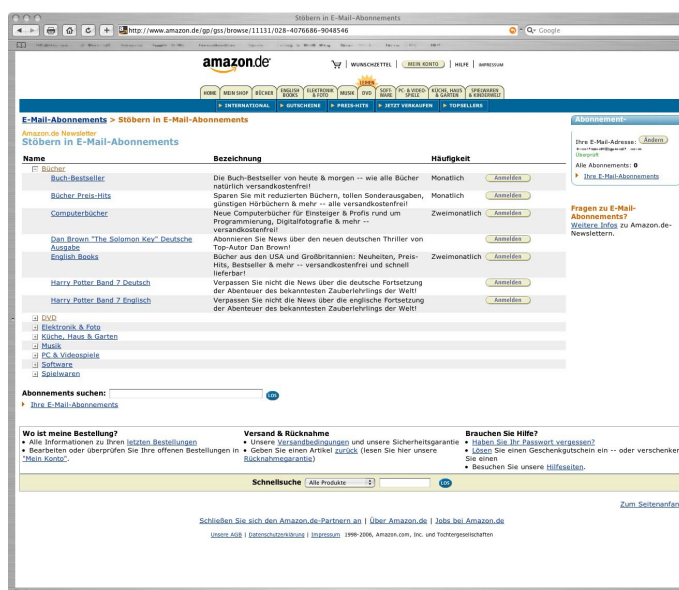 Stöbern in E-Mail-Abonnements
http://www.amazon.de/gp/gss/browse/11131/028-4076686-9048546
Google
amazon.de
WUNSCHZETTEL | MEIN KONTO | HILFE | IMPRESSUM
LEIHEN
HOME MEIN SHOP BÜCHER ENGLISH BOOKS ELEKTRONIK & FOTO MUSIK DVD SOFT-WARE PC- & VIDEO-SPIELE KÜCHE, HAUS & GARTEN SPIELWAREN & KINDERWELT
INTERNATIONAL GUTSCHEINE PREIS-HITS JETZT VERKAUFEN TOPSELLERS
E-Mail-Abonnements > Stöbern in E-Mail-Abonnements
Amazon.de Newsletter
Stöbern in E-Mail-Abonnements
Name Bezeichnung Häufigkeit
Bücher
Buch-Bestseller Die Buch-Bestseller von heute & morgen -- wie alle Bücher Monatlich Anmelden
natürlich versandkostenfrei!
Bücher Preis-Hits Sparen Sie mit reduzierten Büchern, tollen Sonderausgaben, Monatlich Anmelden
günstigen Hörbüchern & mehr -- alle versandkostenfrei!
Computerbücher Neue Computerbücher für Einsteiger & Profis rund um Zweimonatlich Anmelden
Programmierung, Digitalfotografie & mehr --
versandkostenfrei!
Dan Brown "The Solomon Key" Deutsche Abonnieren Sie News über den neuen deutschen Thriller von Anmelden
Ausgabe Top-Autor Dan Brown!
English Books Bücher aus den USA und Großbritannien: Neuheiten, Preis- Zweimonatlich Anmelden
Hits, Bestseller & mehr -- versandkostenfrei und schnell
lieferbar!
Harry Potter Band 7 Deutsch Verpassen Sie nicht die News über die deutsche Fortsetzung Anmelden
der Abenteuer des bekanntesten Zauberlehrlings der Welt!
Harry Potter Band 7 Englisch Verpassen Sie nicht die News über die englische Fortsetzung Anmelden
der Abenteuer des bekanntesten Zauberlehrlings der Welt!
DVD
Elektronik & Foto
Küche, Haus & Garten
Musik
PC & Videospiele
Software
Spielwaren
Abonnements suchen: LOS
Ihre E-Mail-Abonnements
Abonnement-
Ihre E-Mail-Adresse: Ändern
Überprüft
Alle Abonnements: 0
Ihre E-Mail-Abonnements
Fragen zu E-Mail-
Abonnements?
Weitere Infos zu Amazon.de-
Newslettern.
Wo ist meine Bestellung?
• Alle Informationen zu Ihren letzten Bestellungen
• Bearbeiten oder überprüfen Sie Ihre offenen Bestellungen in
"Mein Konto".
Versand & Rücknahme
• Unsere Versandbedingungen und unsere Sicherheitsgarantie
• Geben Sie einen Artikel zurück (lesen Sie hier unsere
Rücknahmegarantie)
Brauchen Sie Hilfe?
• Haben Sie Ihr Passwort vergessen?
• Lösen Sie einen Geschenkgutschein ein -- oder verschenken
Sie einen
• Besuchen Sie unsere Hilfeseiten.
Schnellsuche Alle Produkte LOS
Zum Seitenanfan
Schließen Sie sich den Amazon.de-Partnern an | Über Amazon.de | Jobs bei Amazon.de
Unsere AGB | Datenschutzerklärung | Impressum 1998-2006, Amazon.com, Inc. und Tochtergesellschaften